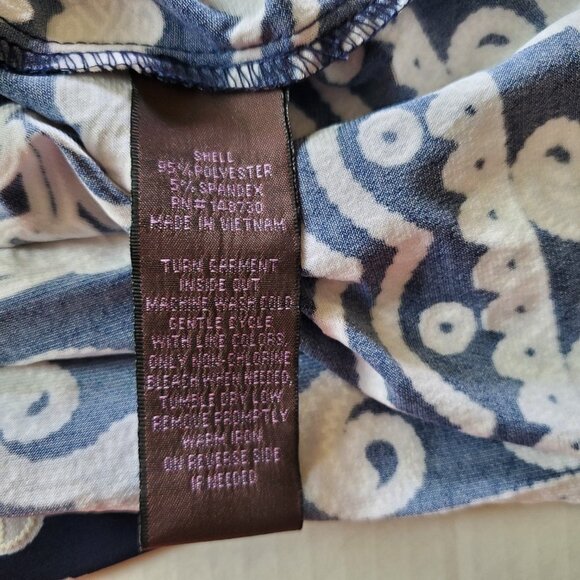 SHELL
95% POLYESTER
5% SPANDEX
RN# 148730
MADE IN VIETNAM
TURN GARMENT
INSIDE OUT
MACHINE WASH COLD
GENTLE CYCLE
WITH LIKE COLORS,
ONLY NON-CHLORINE
BLEACH WHEN NEEDED,
TUMBLE DRY LOW
REMOVE PROMPTLY
WARM IRON
ON REVERSE SIDE
IF NEEDED